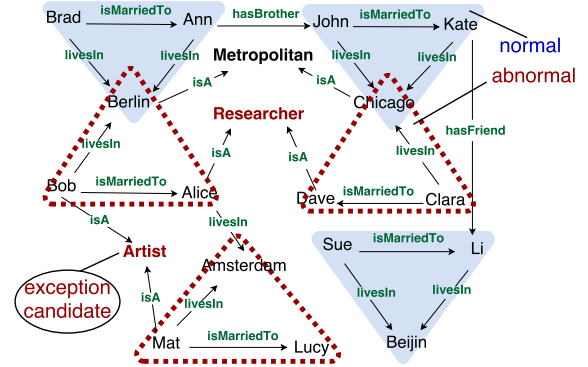 Brad isMarriedTo Ann hasBrother John isMarriedTo Kate
normal
livesIn livesIn Metropolitan livesIn livesIn
abnormal
isA isA
Berlin Chicago
Researcher
hasFriend
livesIn isA isA livesIn
Bob isMarriedTo Alice Dave isMarriedTo Clara
isA livesIn
Artist Sue isMarriedTo Li
Amsterdam
exception
candidate
isA livesIn livesIn livesIn
Mat isMarriedTo Lucy Beijin